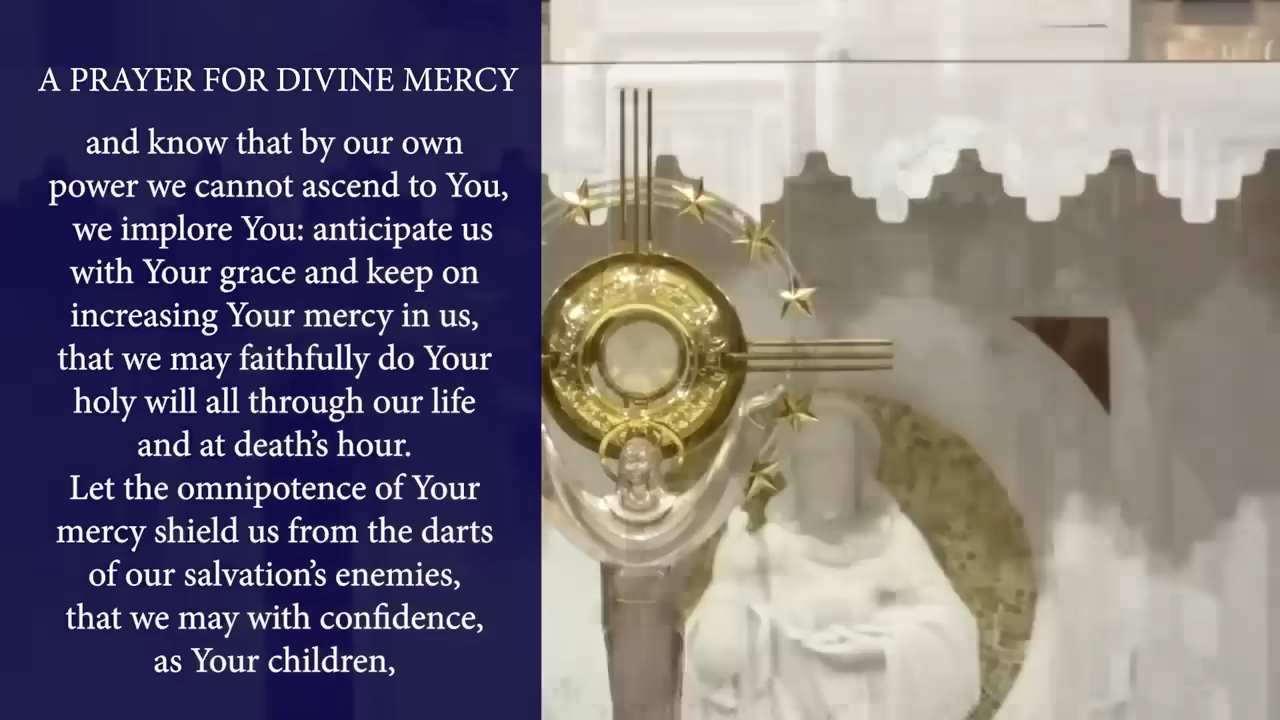 A PRAYER FOR DIVINE MERCY
and know that by our own
power we cannot ascend to You,
we implore You: anticipate us
with Your grace and keep on
increasing Your mercy in us,
that we may faithfully do Your
holy will all through our life
and at death's hour.
Let the omnipotence of Your
mercy shield us from the darts
of our salvation's enemies,
that we may with confidence,
as Your children,